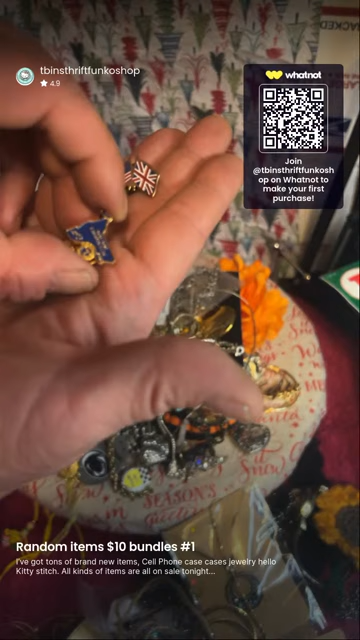 tbinsthriftfunkoshop
★ 4.9
whatnot
Join
@tbinsthriftfunkosh
op on Whatnot to
make your first
purchase!
SEASON'S
Random items $10 bundles #1
I've got tons of brand new items, Cell Phone case cases jewelry hello
Kitty stitch. All kinds of items are all on sale tonight...